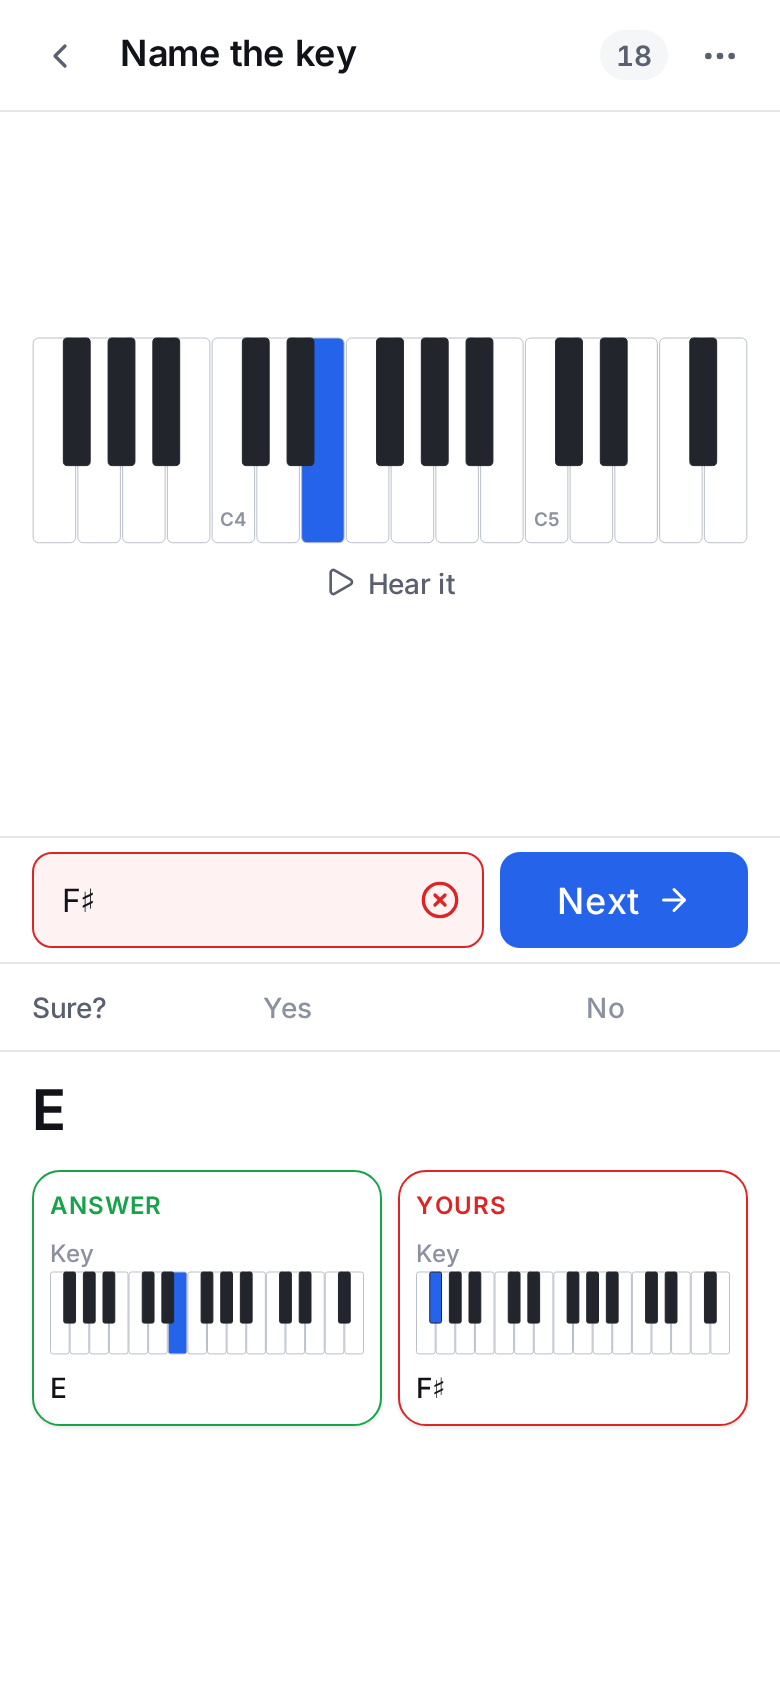 Name the key
18
C4
C5
Hear it
F♯
Next
Sure?
Yes
No
E
ANSWER
YOURS
Key
Key
E
F♯